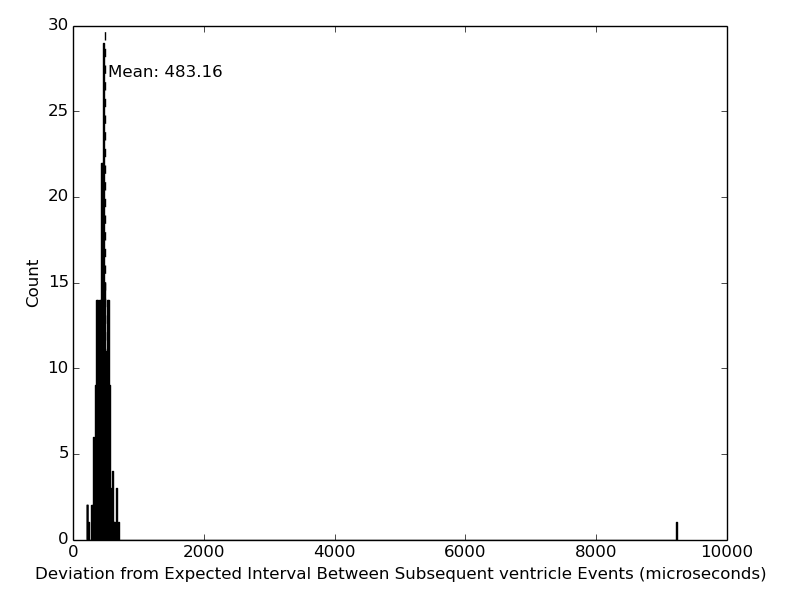 30
Mean: 483.16
25
20
15
10
5
0
Count
0 2000 4000 6000 8000 10000
Deviation from Expected Interval Between Subsequent ventricle Events (microseconds)